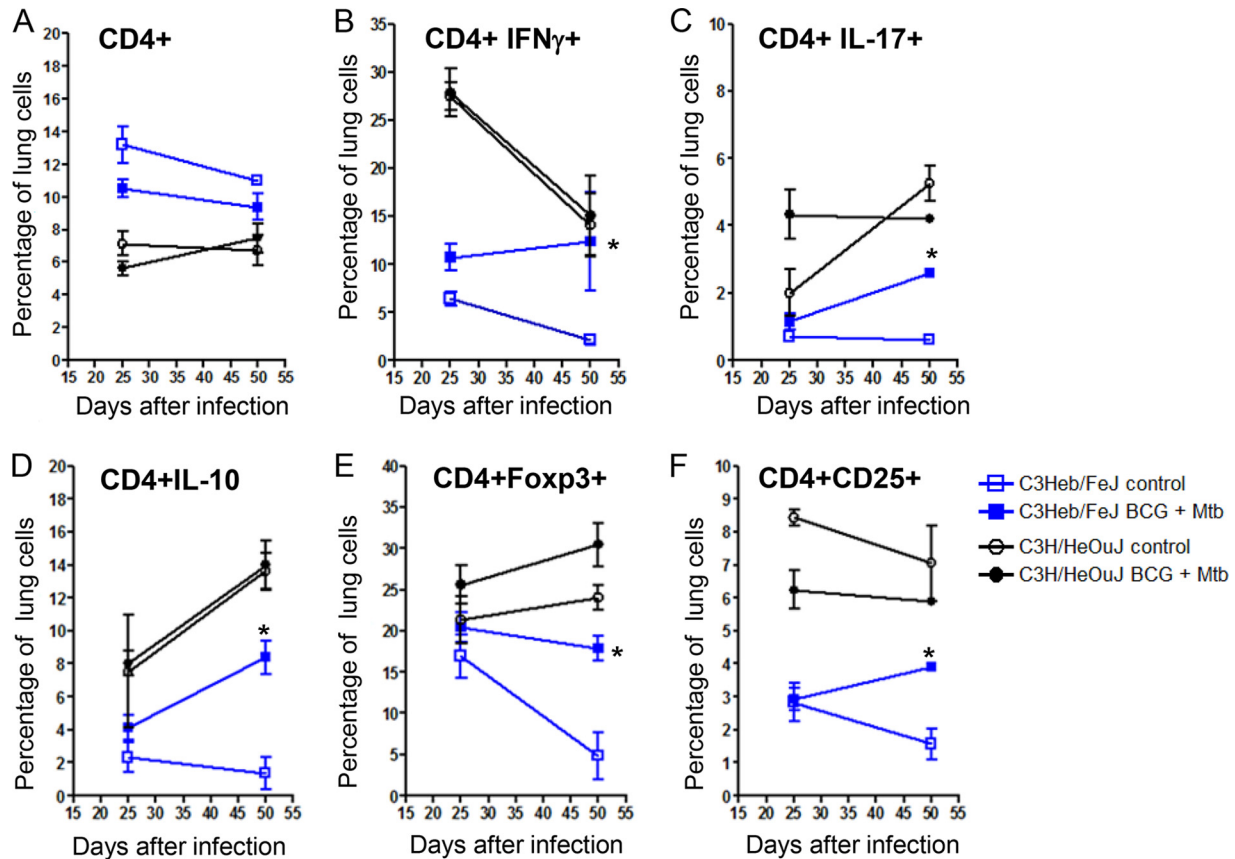 A
CD4+
Percentage of lung cells
20
18
16
14
12
10
8
6
4
2
0
15 20 25 30 35 40 45 50 55
Days after infection
B
CD4+ IFNγ+
Percentage of lung cells
35
30
25
20
15
10
5
0
*
15 20 25 30 35 40 45 50 55
Days after infection
C
CD4+ IL-17+
Percentage of lung cells
10
8
6
4
2
0
*
15 20 25 30 35 40 45 50 55
Days after infection
D
CD4+IL-10
Percentage of lung cells
20
18
16
14
12
10
8
6
4
2
0
*
15 20 25 30 35 40 45 50 55
Days after infection
E
CD4+Foxp3+
Percentage of lung cells
40
35
30
25
20
15
10
5
0
*
15 20 25 30 35 40 45 50 55
Days after infection
F
CD4+CD25+
Percentage of lung cells
10
9
8
7
6
5
4
3
2
1
0
*
15 20 25 30 35 40 45 50 55
Days after infection
C3Heb/FeJ control
C3Heb/FeJ BCG + Mtb
C3H/HeOuJ control
C3H/HeOuJ BCG + Mtb